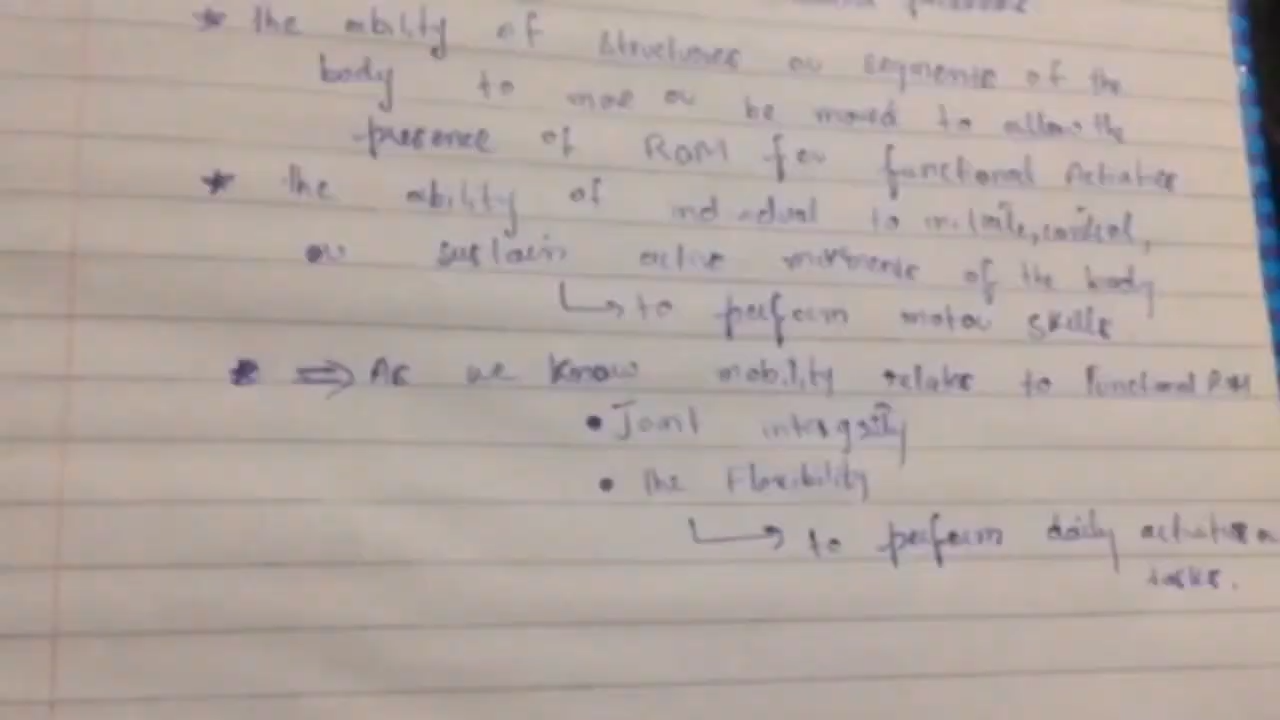 * The ability of structures or segments of the
body to move or be moved to allow the
presence of ROM for functional Activities
* The ability of individual to initiate, control,
or sustain active movements of the body
↳ to perform motor skills
* ⇒ As we know mobility relates to Functional ROM
• Joint integrity
• The Flexibility
↳ to perform daily activities or
tasks.